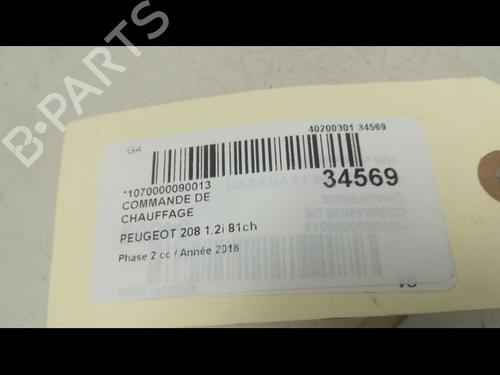 B-PARTS
GA
40200301 34569
*1070000090013
34569
COMMANDE DE
CHAUFFAGE
PEUGEOT 208 1.2i 81ch
Phase 2 cc / Année 2018